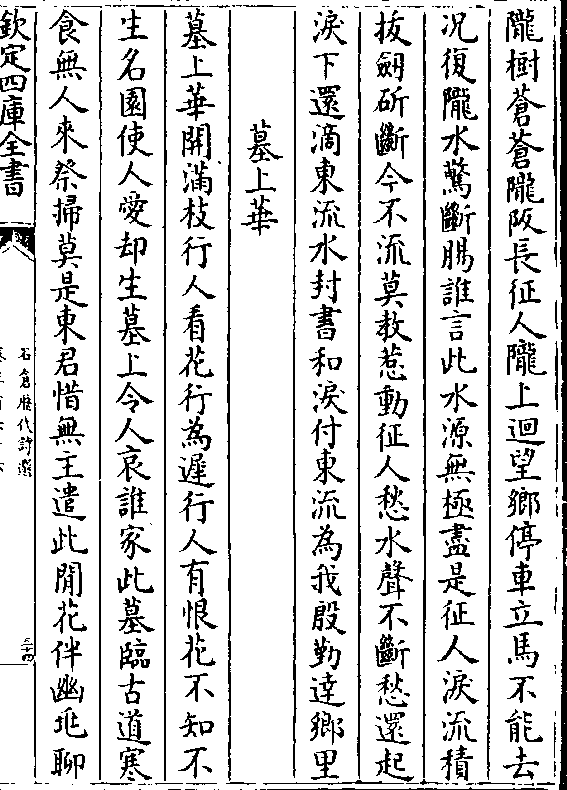 隴樹蒼蒼隴阪長征人隴上迴望鄉停車立馬不能去
况復隴水驚斷腸誰言此水源無極盡是征人淚流積
拔劒斫斷令不流莫教惹動征人愁水聲不斷愁還起
淚下還滴東流水封書和淚付東流為我殷勤達鄉里
墓上華
墓上華開滿枝行人看花行為遲行人有恨花不知不
生名園使人愛却生墓上令人哀誰家此墓臨古道寒
食無人來祭掃莫是東君惜無主遣此閒花伴幽兆聊
欽定四庫全書
石倉歷代詩選
三十四